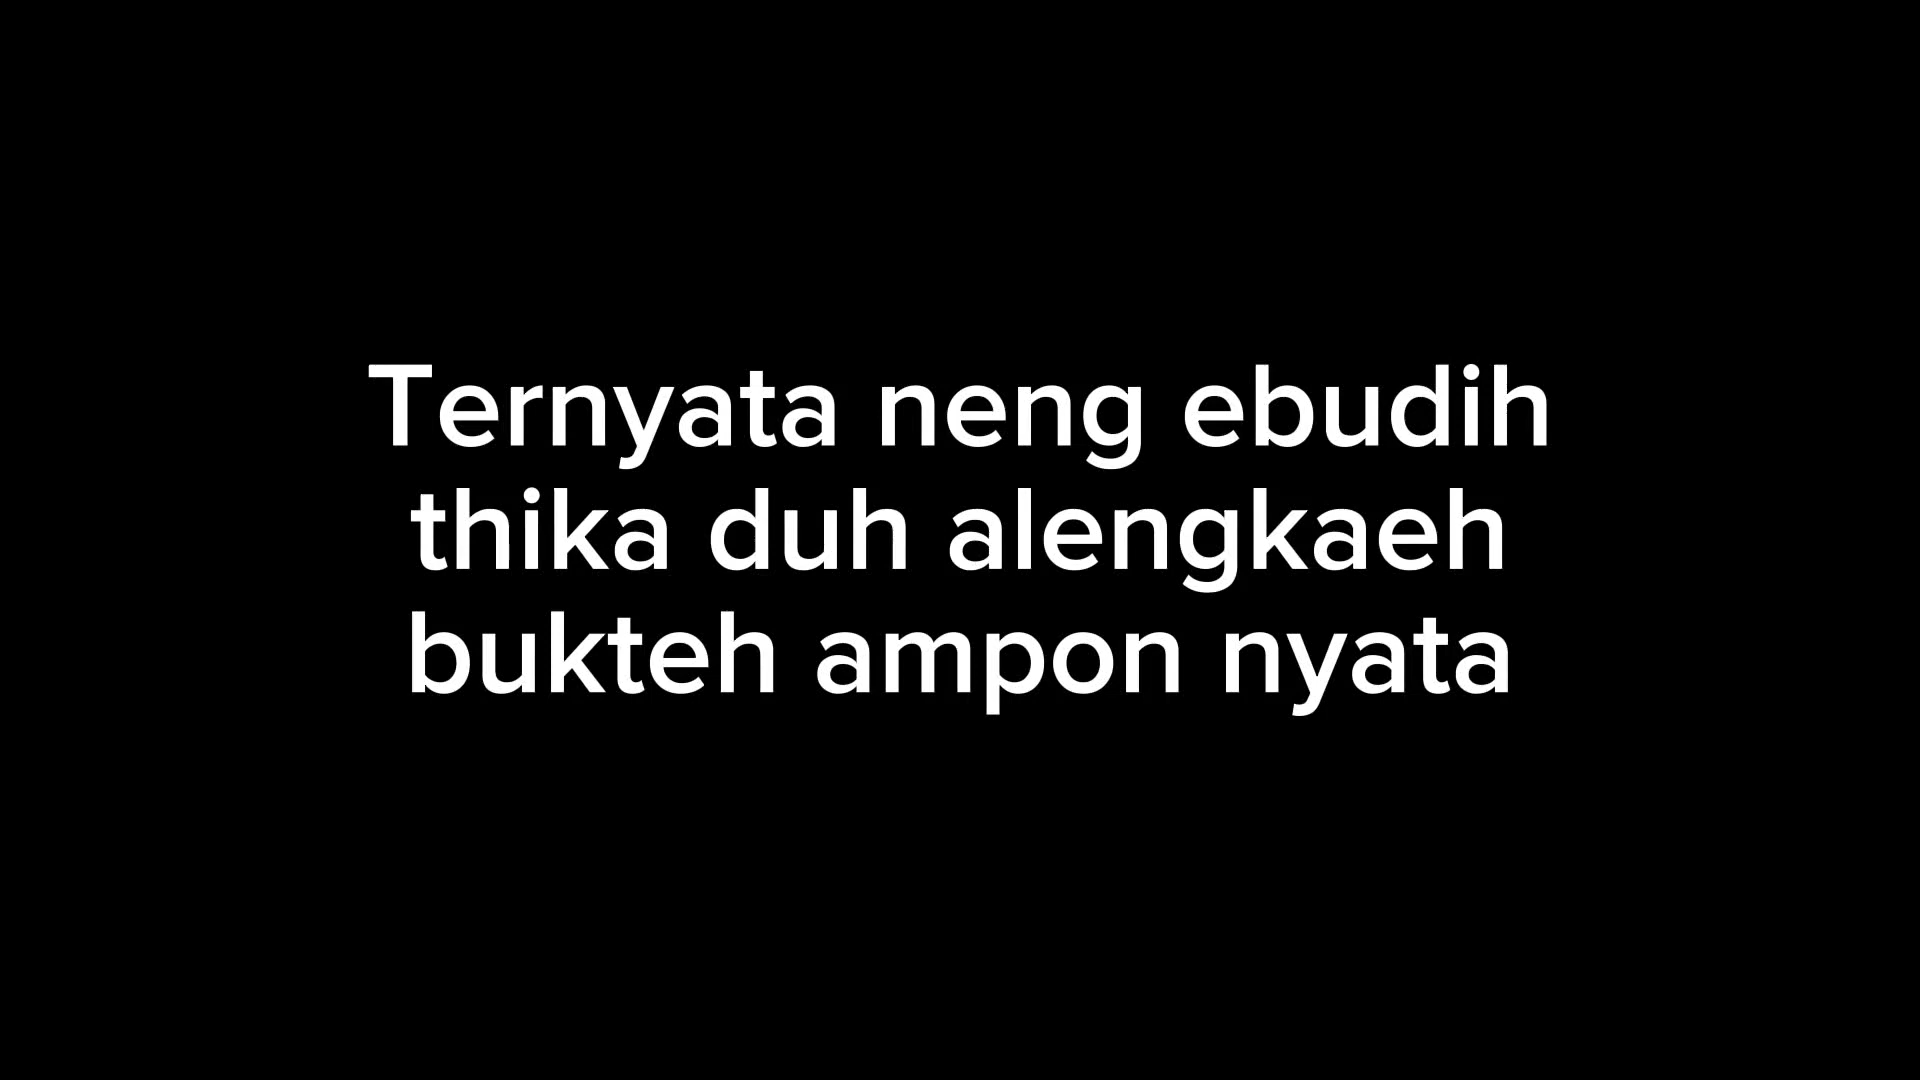 Ternyata neng ebudih
thika duh alengkaeh
bukteh ampon nyata